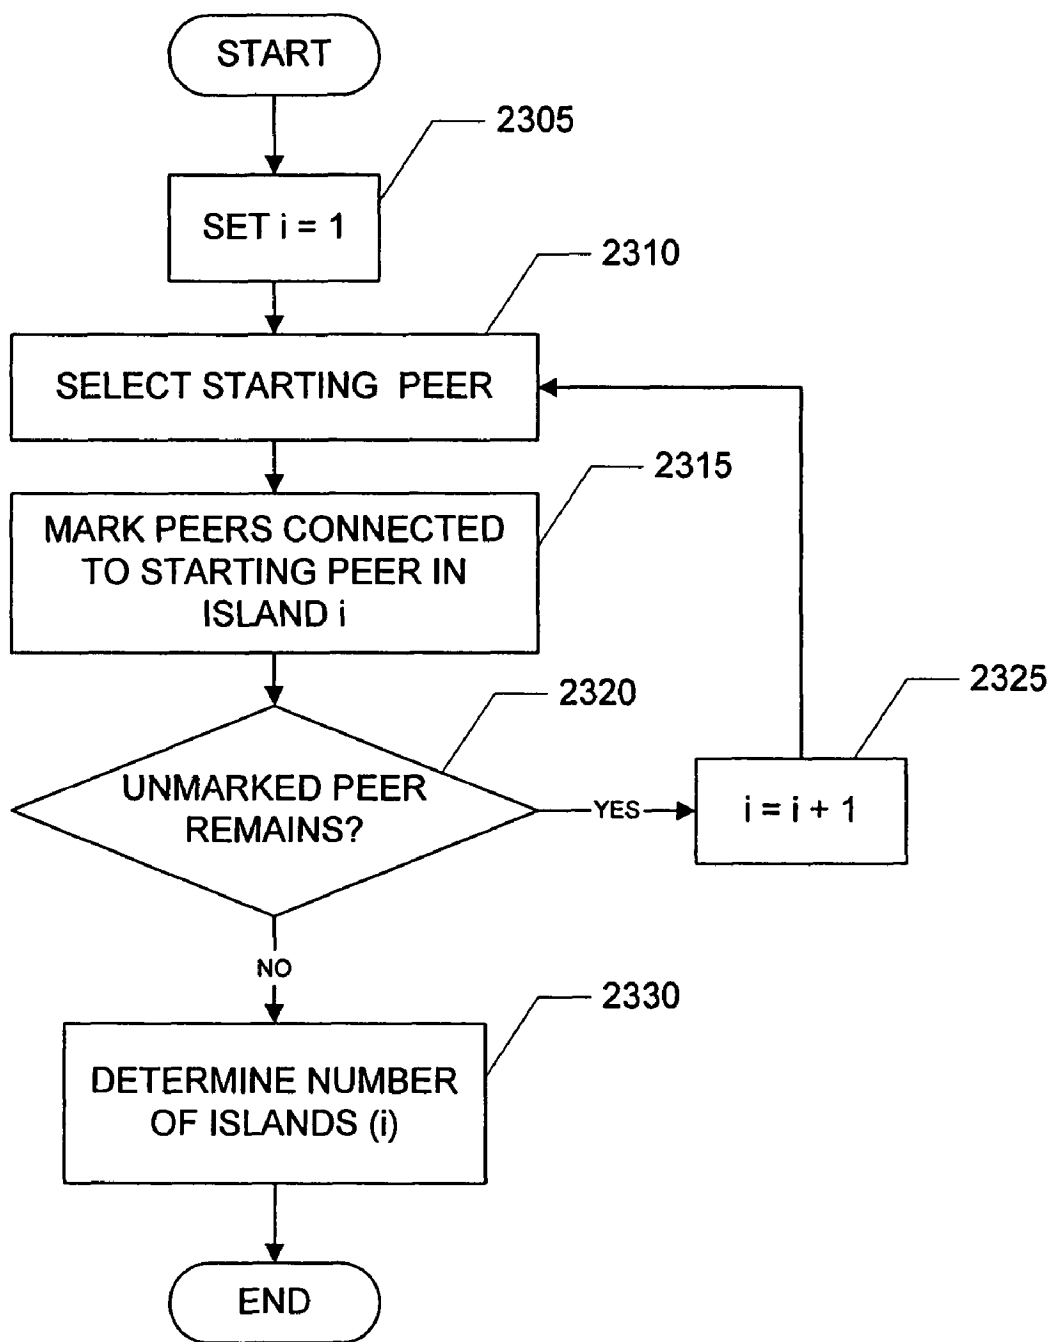 START
2305
SET i = 1
2310
SELECT STARTING PEER
2315
MARK PEERS CONNECTED
TO STARTING PEER IN
ISLAND i
2320
UNMARKED PEER
REMAINS?
YES
2325
i = i + 1
NO
2330
DETERMINE NUMBER
OF ISLANDS (i)
END